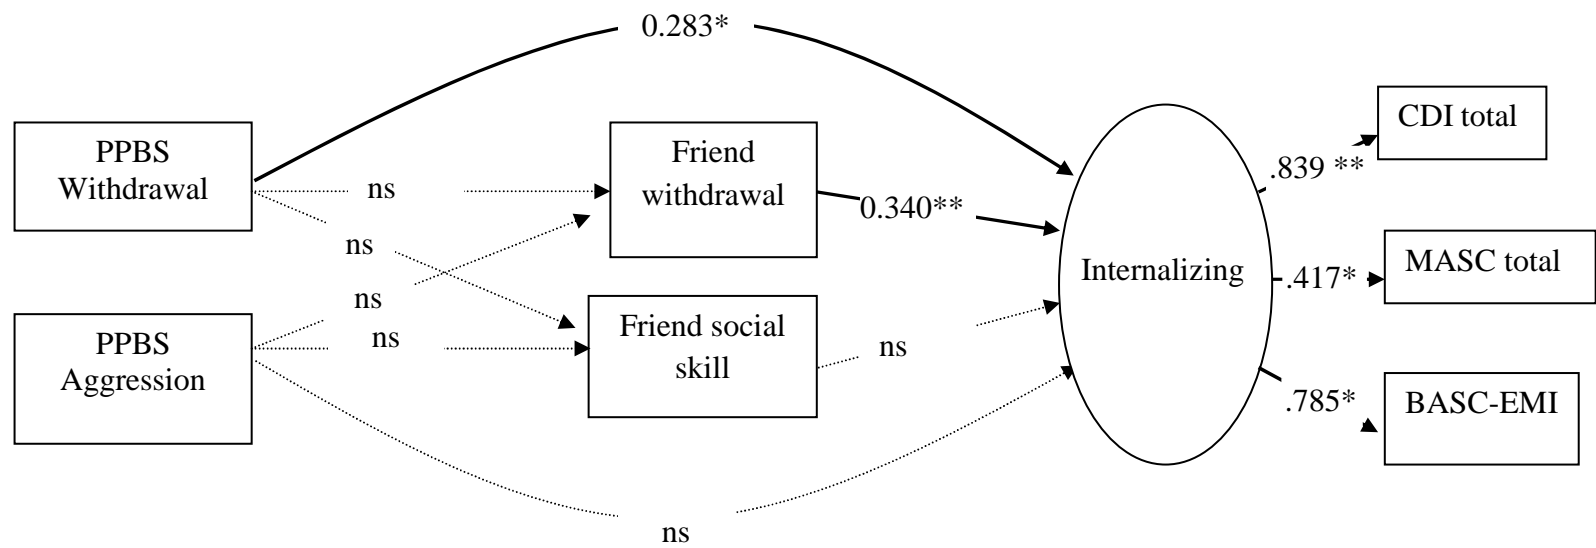 0.283*
PPBS
Withdrawal
ns
Friend
withdrawal
0.340**
ns
ns
PPBS
Aggression
ns
Friend social
skill
ns
ns
Internalizing
.839 **
CDI total
.417*
MASC total
.785*
BASC-EMI